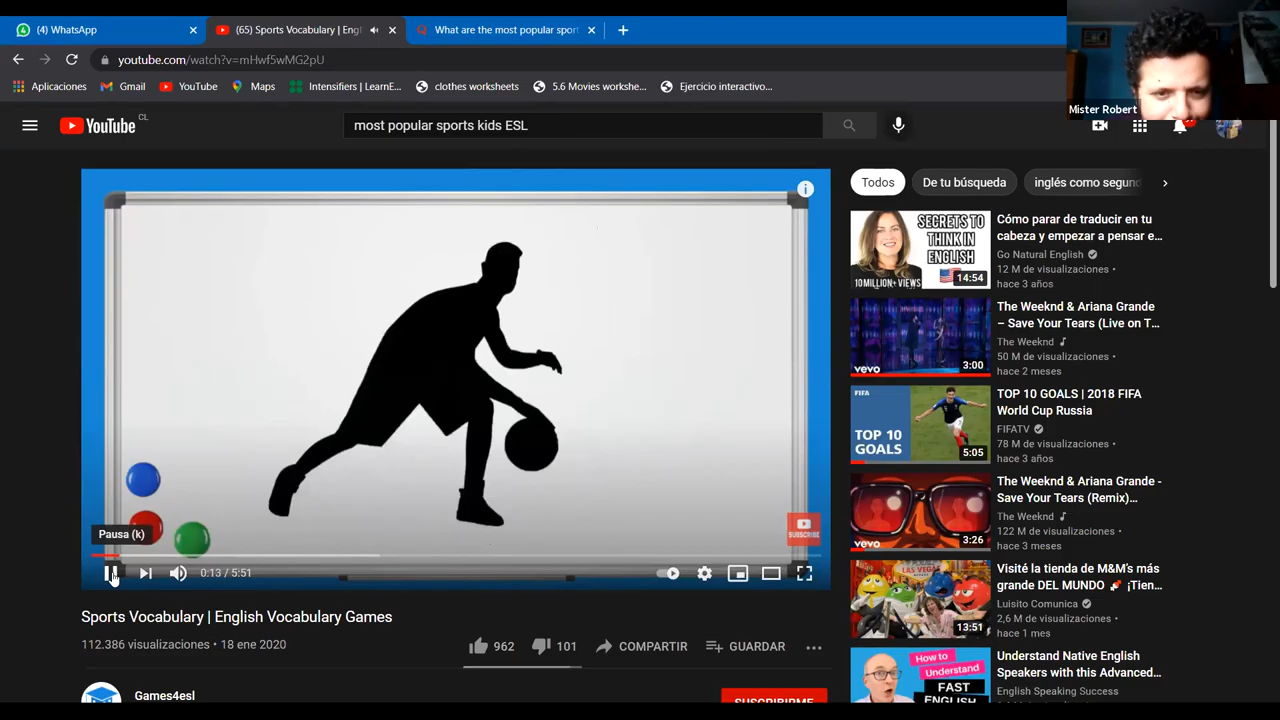 (4) WhatsApp
(65) Sports Vocabulary | Engl
What are the most popular sport
youtube.com/watch?v=mHwf5wMG2pU
Aplicaciones
Gmail
YouTube
Maps
Intensifiers | LearnE...
clothes worksheets
5.6 Movies workshe...
Ejercicio interactivo...
Mister Robert
YouTube CL
most popular sports kids ESL
Pausa (k)
SUBSCRIBE
0:13 / 5:51
Sports Vocabulary | English Vocabulary Games
112.386 visualizaciones • 18 ene 2020
962
101
COMPARTIR
GUARDAR
Games4esl
SUSCRIBIRME
Todos
De tu búsqueda
inglés como segund
SECRETS TO
THINK IN
ENGLISH
10 MILLION+ VIEWS
14:54
Cómo parar de traducir en tu
cabeza y empezar a pensar e...
Go Natural English
12 M de visualizaciones •
hace 3 años
vevo
3:00
The Weeknd & Ariana Grande
– Save Your Tears (Live on T...
The Weeknd
50 M de visualizaciones •
hace 2 meses
FIFA
TOP 10
GOALS
5:05
TOP 10 GOALS | 2018 FIFA
World Cup Russia
FIFATV
78 M de visualizaciones •
hace 3 años
vevo
3:26
The Weeknd & Ariana Grande -
Save Your Tears (Remix)...
The Weeknd
122 M de visualizaciones •
hace 3 meses
13:51
Visité la tienda de M&M's más
grande DEL MUNDO 🚀 ¡Tien...
Luisito Comunica
2,6 M de visualizaciones •
hace 1 mes
How to
Understand
FAST
ENGLISH
Understand Native English
Speakers with this Advanced...
English Speaking Success